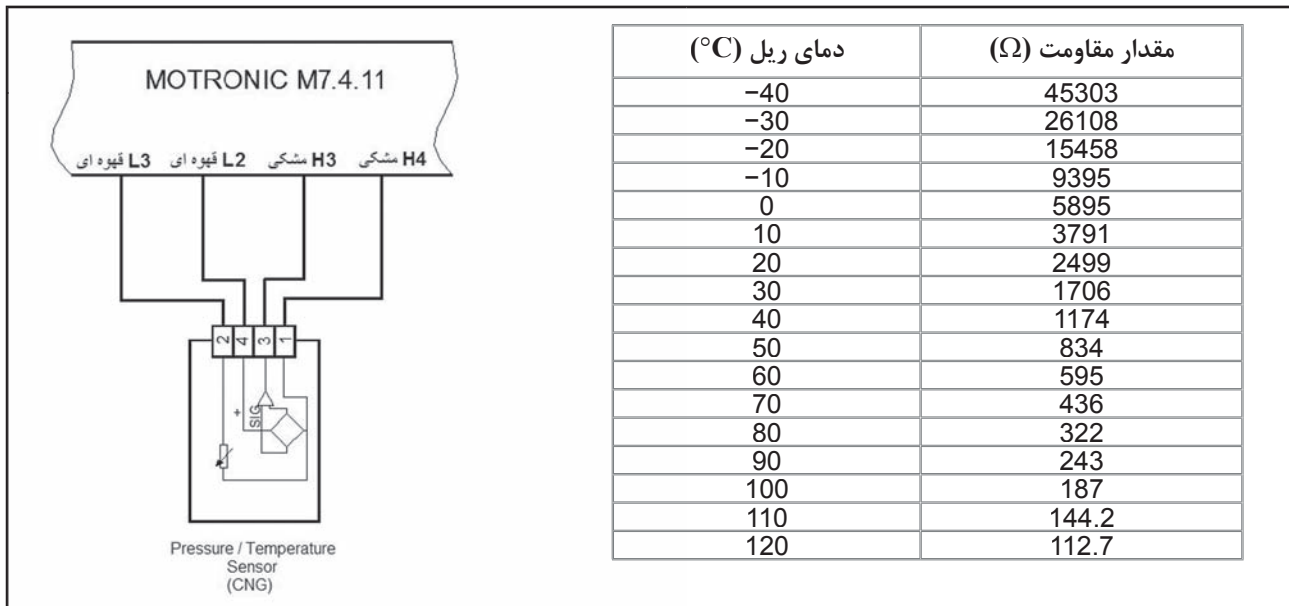 MOTRONIC M7.4.11
L3 قهوه ای L2 قهوه ای H3 مشکی H4 مشکی
2 4 3 1
+ SIG
Pressure / Temperature
Sensor
(CNG)
دمای ریل (°C) مقدار مقاومت (Ω)
−40 45303
−30 26108
−20 15458
−10 9395
0 5895
10 3791
20 2499
30 1706
40 1174
50 834
60 595
70 436
80 322
90 243
100 187
110 144.2
120 112.7